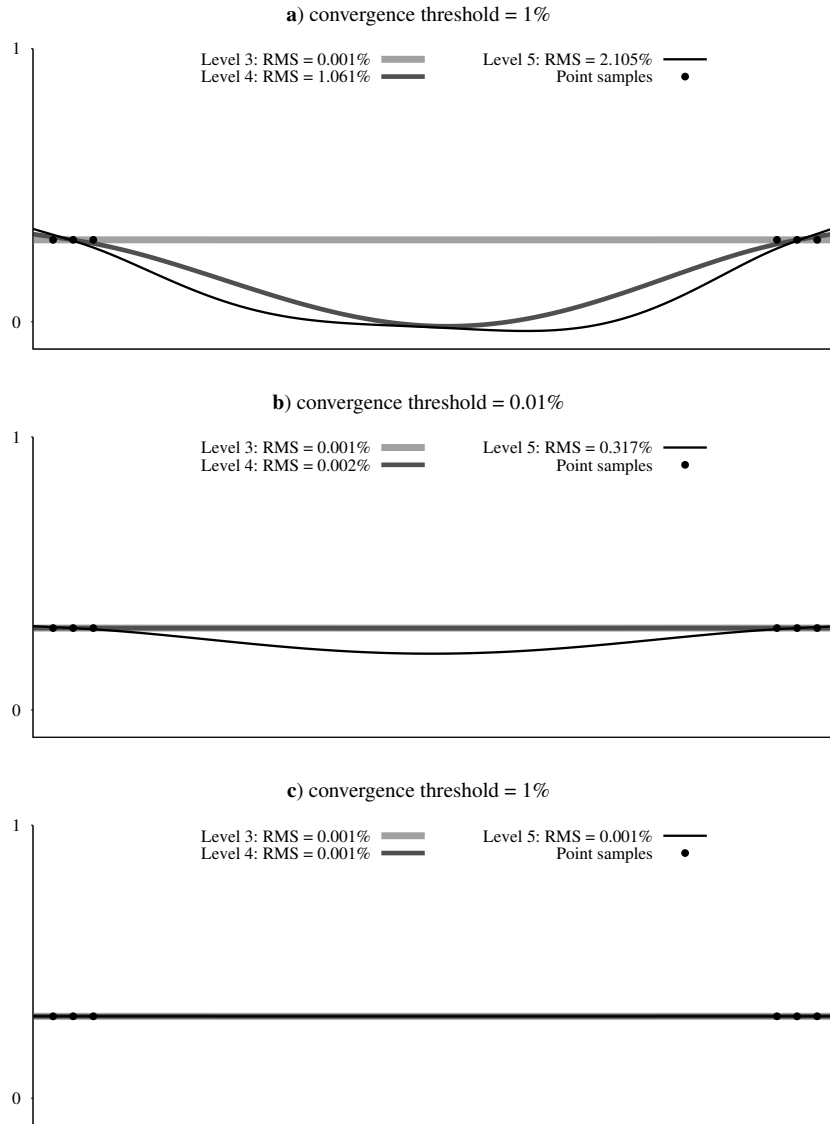 a) convergence threshold = 1%
1
Level 3: RMS = 0.001%
Level 5: RMS = 2.105%
Level 4: RMS = 1.061%
Point samples
0
b) convergence threshold = 0.01%
1
Level 3: RMS = 0.001%
Level 5: RMS = 0.317%
Level 4: RMS = 0.002%
Point samples
0
c) convergence threshold = 1%
1
Level 3: RMS = 0.001%
Level 5: RMS = 0.001%
Level 4: RMS = 0.001%
Point samples
0